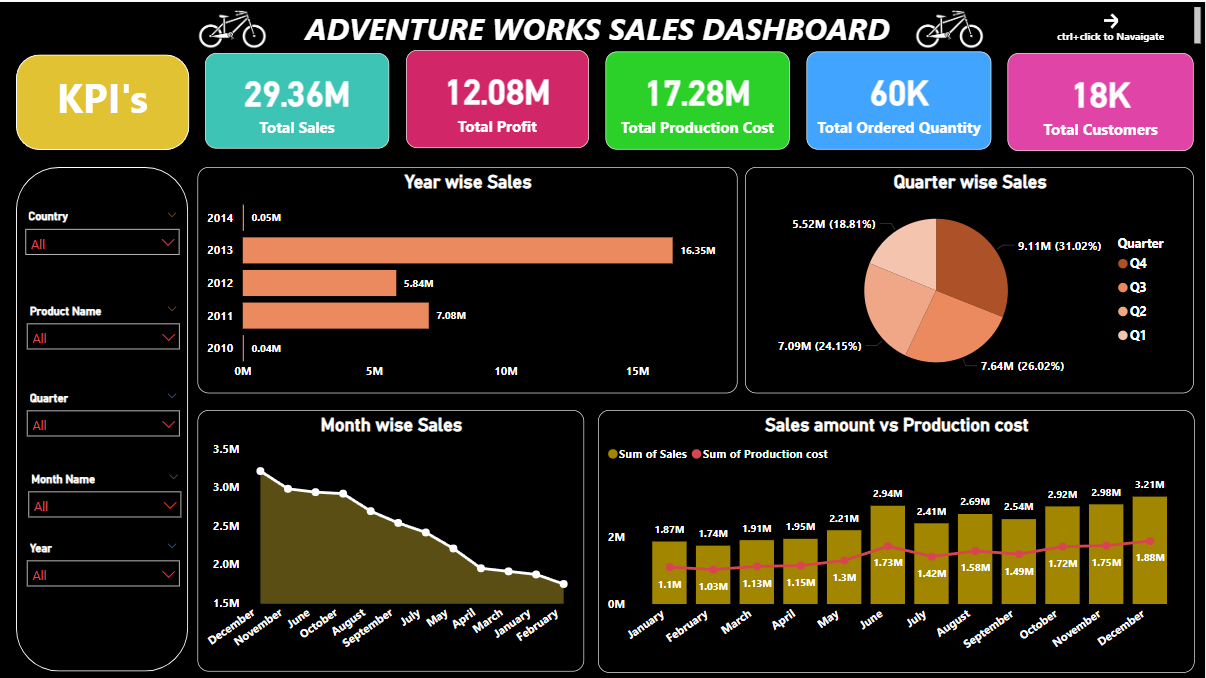 ADVENTURE WORKS SALES DASHBOARD
ctrl+click to Navaigate
KPI's
29.36M
Total Sales
12.08M
Total Profit
17.28M
Total Production Cost
60K
Total Ordered Quantity
18K
Total Customers
Country
All
Product Name
All
Quarter
All
Month Name
All
Year
All
Year wise Sales
2014 0.05M
2013 16.35M
2012 5.84M
2011 7.08M
2010 0.04M
0M 5M 10M 15M
Quarter wise Sales
5.52M (18.81%)
9.11M (31.02%)
7.09M (24.15%)
7.64M (26.02%)
Quarter
Q4
Q3
Q2
Q1
Month wise Sales
3.5M
3.0M
2.5M
2.0M
1.5M
December November June October August September July May April March January February
Sales amount vs Production cost
Sum of Sales Sum of Production cost
2M
0M
1.87M 1.74M 1.91M 1.95M 2.21M 2.94M 2.41M 2.69M 2.54M 2.92M 2.98M 3.21M
1.1M 1.03M 1.13M 1.15M 1.3M 1.73M 1.42M 1.58M 1.49M 1.72M 1.75M 1.88M
January February March April May June July August September October November December